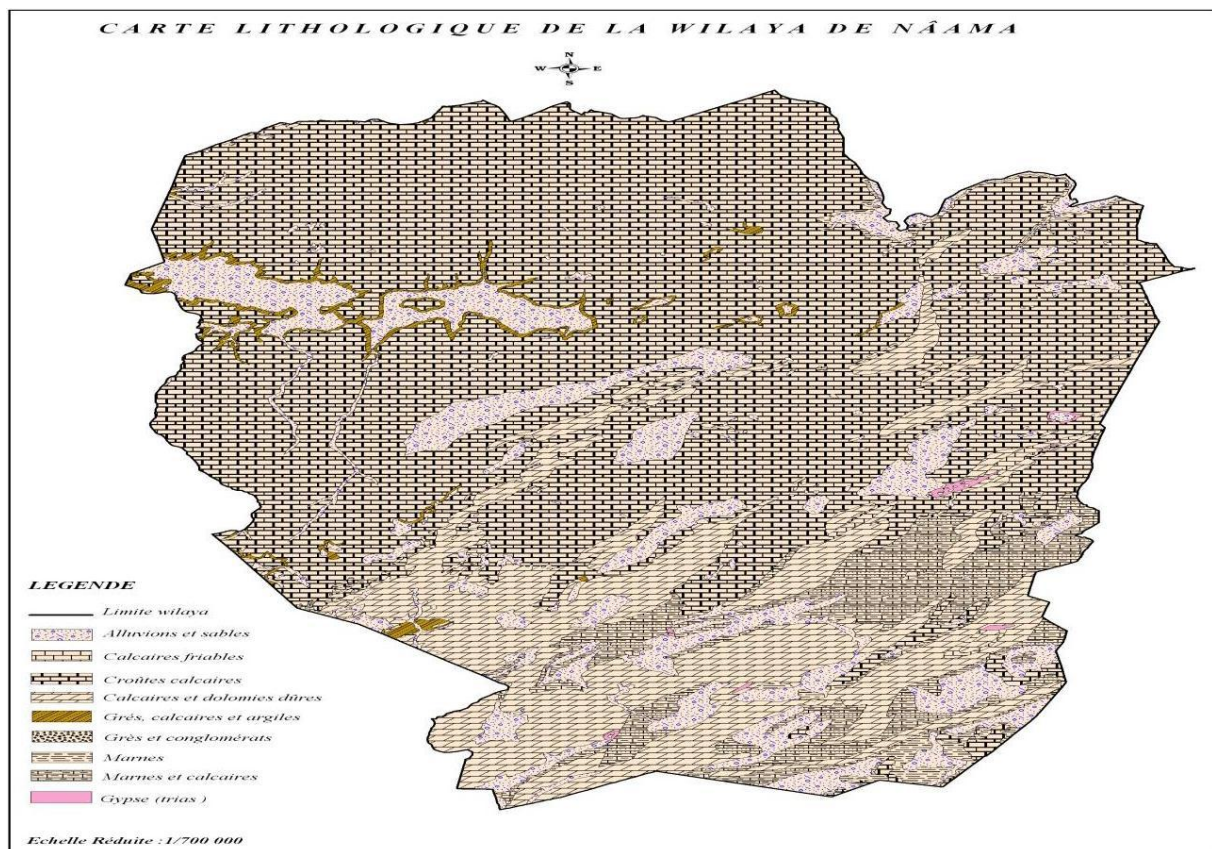 CARTE LITHOLOGIQUE DE LA WILAYA DE NÂAMA
N
W E
S
LEGENDE
Limite wilaya
Alluvions et sables
Calcaires friables
Croûtes calcaires
Calcaires et dolomies dûres
Grès, calcaires et argiles
Grès et conglomérats
Marnes
Marnes et calcaires
Gypse (trias )
Echelle Réduite :1/700 000